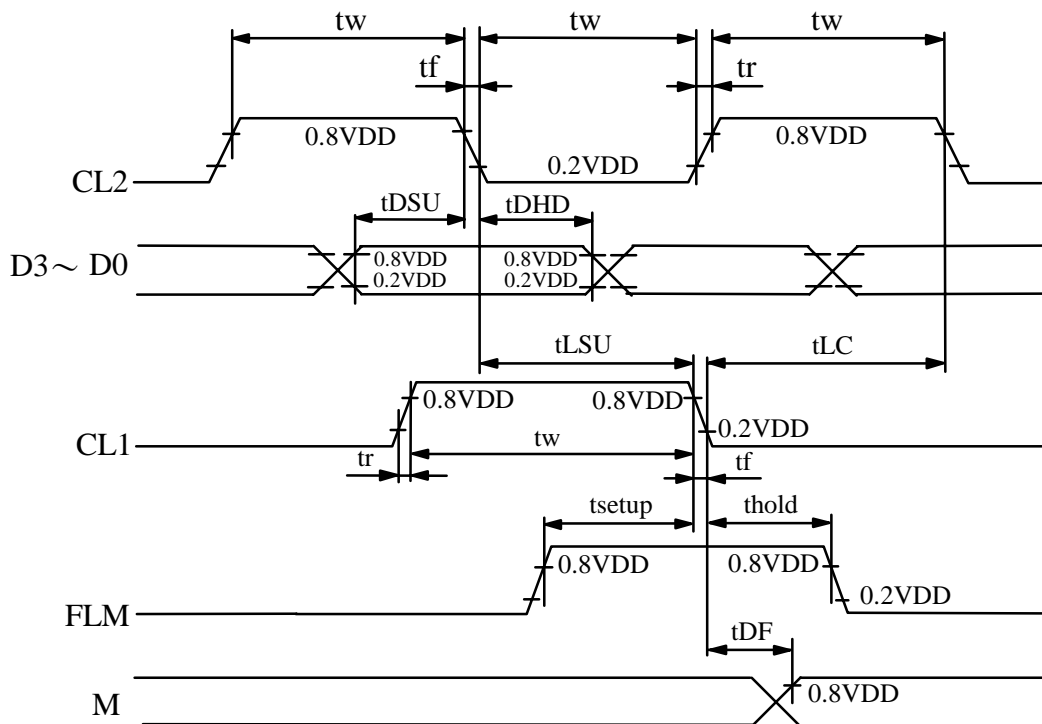 tw tw tw
tf tr
0.8VDD 0.8VDD
0.2VDD
CL2
tDSU tDHD
D3~ D0
0.8VDD 0.8VDD
0.2VDD 0.2VDD
tLSU tLC
0.8VDD 0.8VDD
0.2VDD
CL1
tw
tr tf
tsetup thold
0.8VDD 0.8VDD
0.2VDD
FLM
tDF
0.8VDD
M